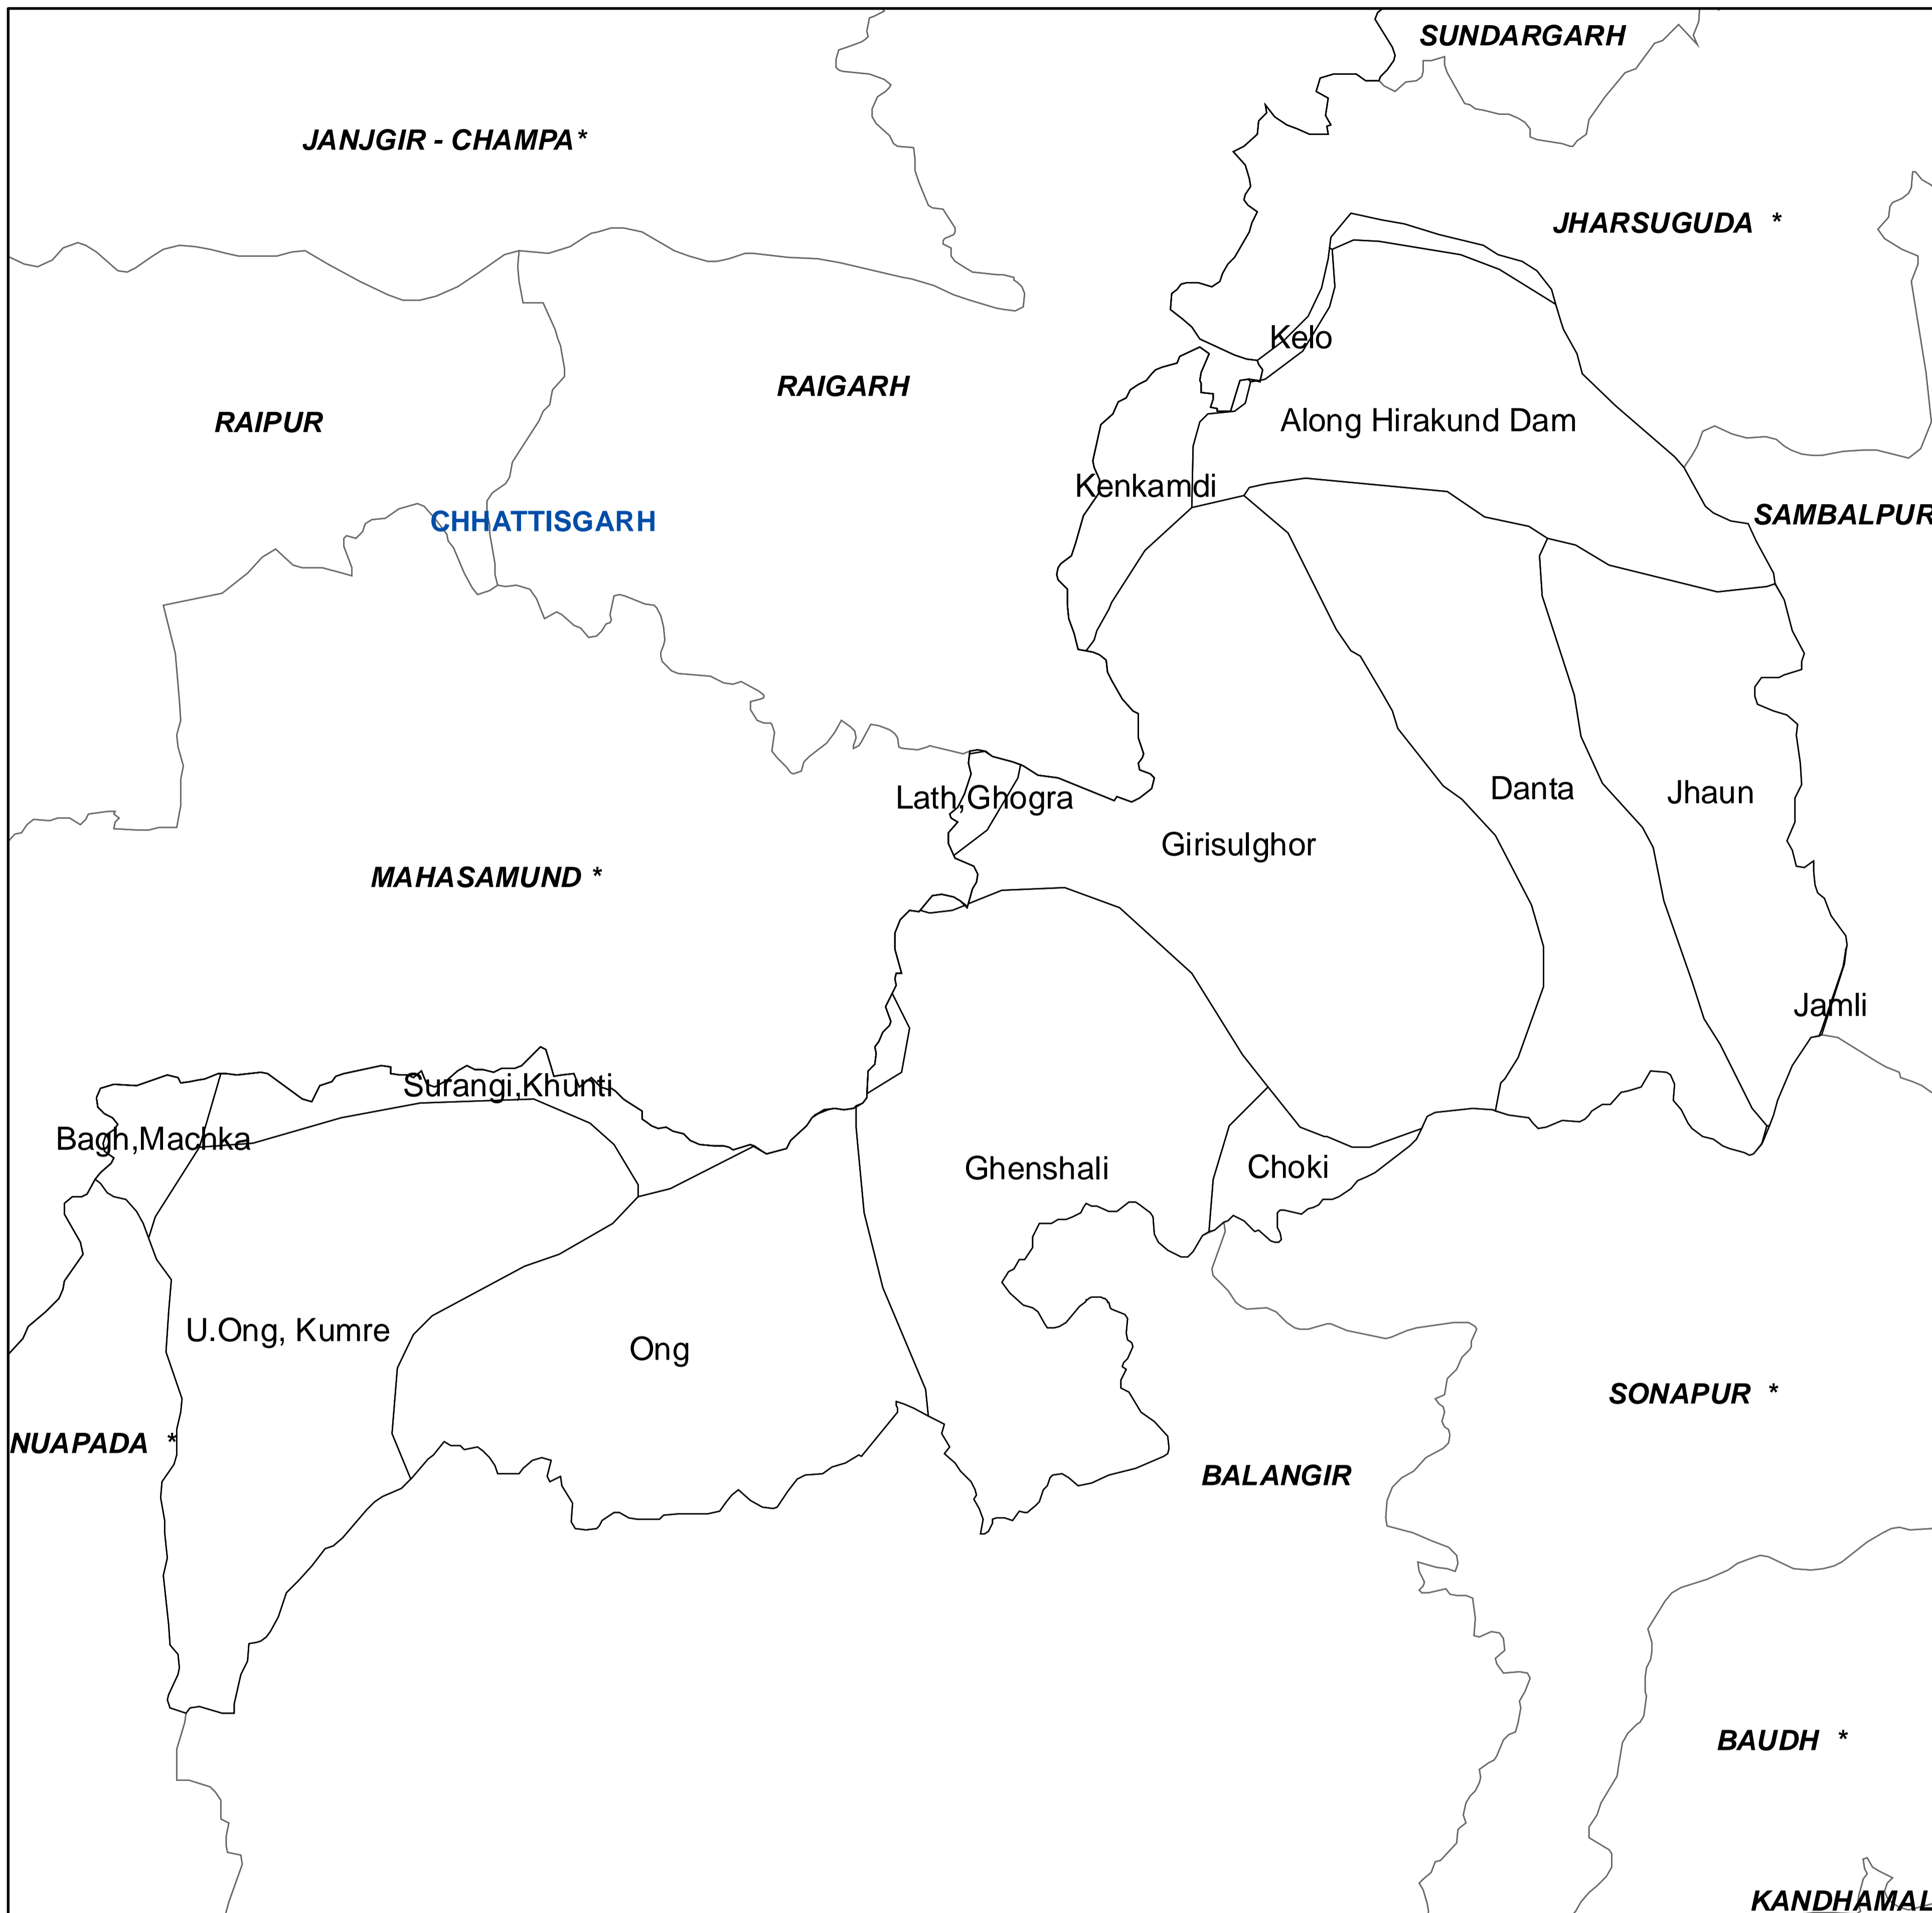 SUNDARGARH
JANJGIR - CHAMPA*
JHARSUGUDA *
Kelo
RAIGARH
RAIPUR
Along Hirakund Dam
Kenkamdi
SAMBALPUR
CHHATTISGARH
Danta
Jhaun
Lath,Ghogra
Girisulghor
MAHASAMUND *
Jamli
Surangi,Khunti
Bagh,Machka
Choki
Ghenshali
U.Ong, Kumre
Ong
SONAPUR *
NUAPADA *
BALANGIR
BAUDH *
KANDHAMAL